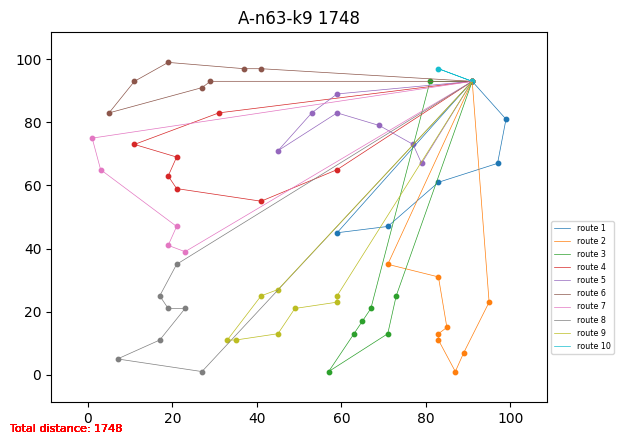 A-n63-k9 1748
100
80
60
40
20
0
0 20 40 60 80 100
route 1
route 2
route 3
route 4
route 5
route 6
route 7
route 8
route 9
route 10
Total distance: 1748